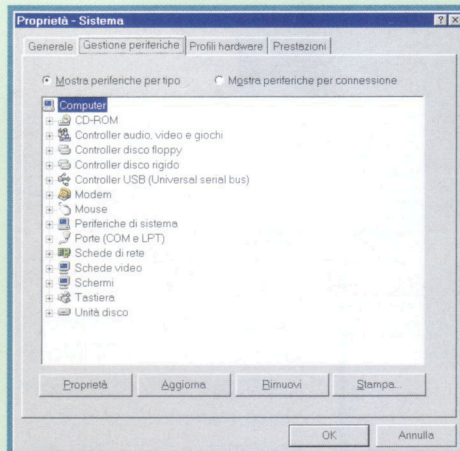 Proprietà - Sistema
Generale Gestione periferiche Profili hardware Prestazioni
Mostra periferiche per tipo Mostra periferiche per connessione
Computer
CD-ROM
Controller audio, video e giochi
Controller disco floppy
Controller disco rigido
Controller USB (Universal serial bus)
Modem
Mouse
Periferiche di sistema
Porte (COM e LPT)
Schede di rete
Schede video
Schermi
Tastiera
Unità disco
Proprietà Aggiorna Rimuovi Stampa...
OK Annulla